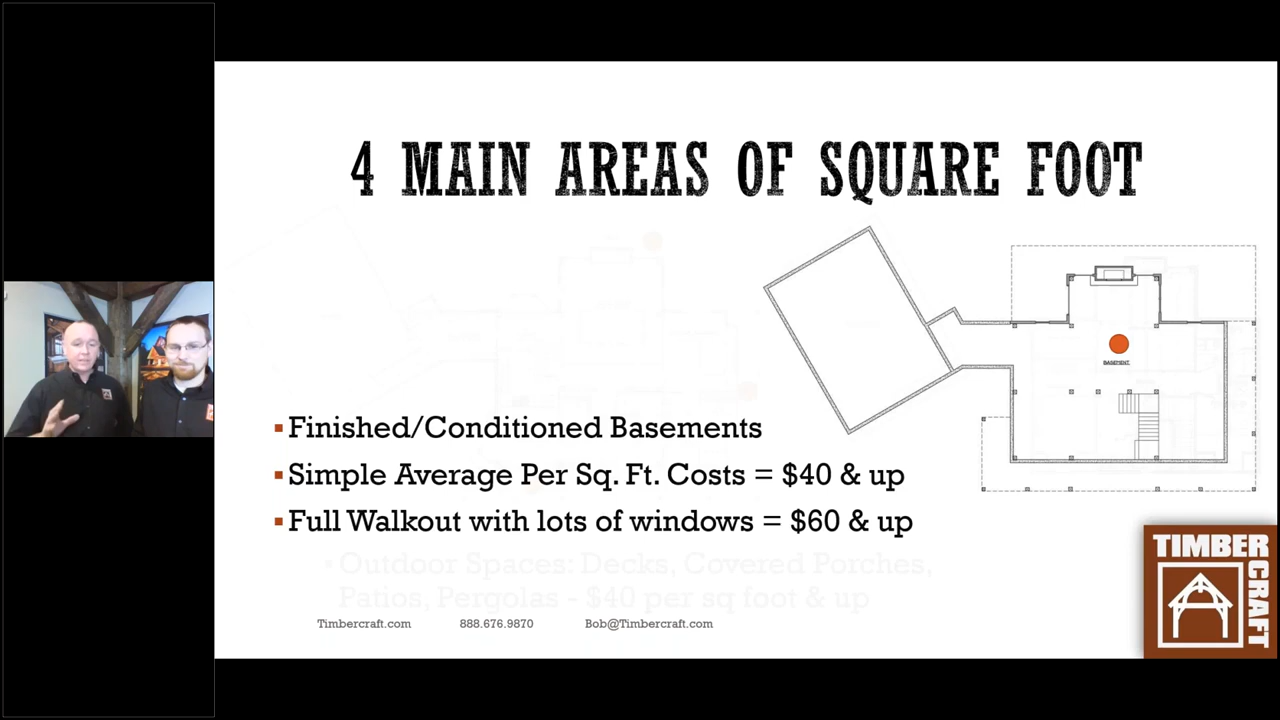 4 MAIN AREAS OF SQUARE FOOT
BASEMENT
Finished/Conditioned Basements
Simple Average Per Sq. Ft. Costs = $40 & up
Full Walkout with lots of windows = $60 & up
Outdoor Spaces: Decks, Covered Porches,
Patios, Pergolas - $40 per sq foot & up
Timbercraft.com 888.676.9870 Bob@Timbercraft.com
TIMBER
CRAFT